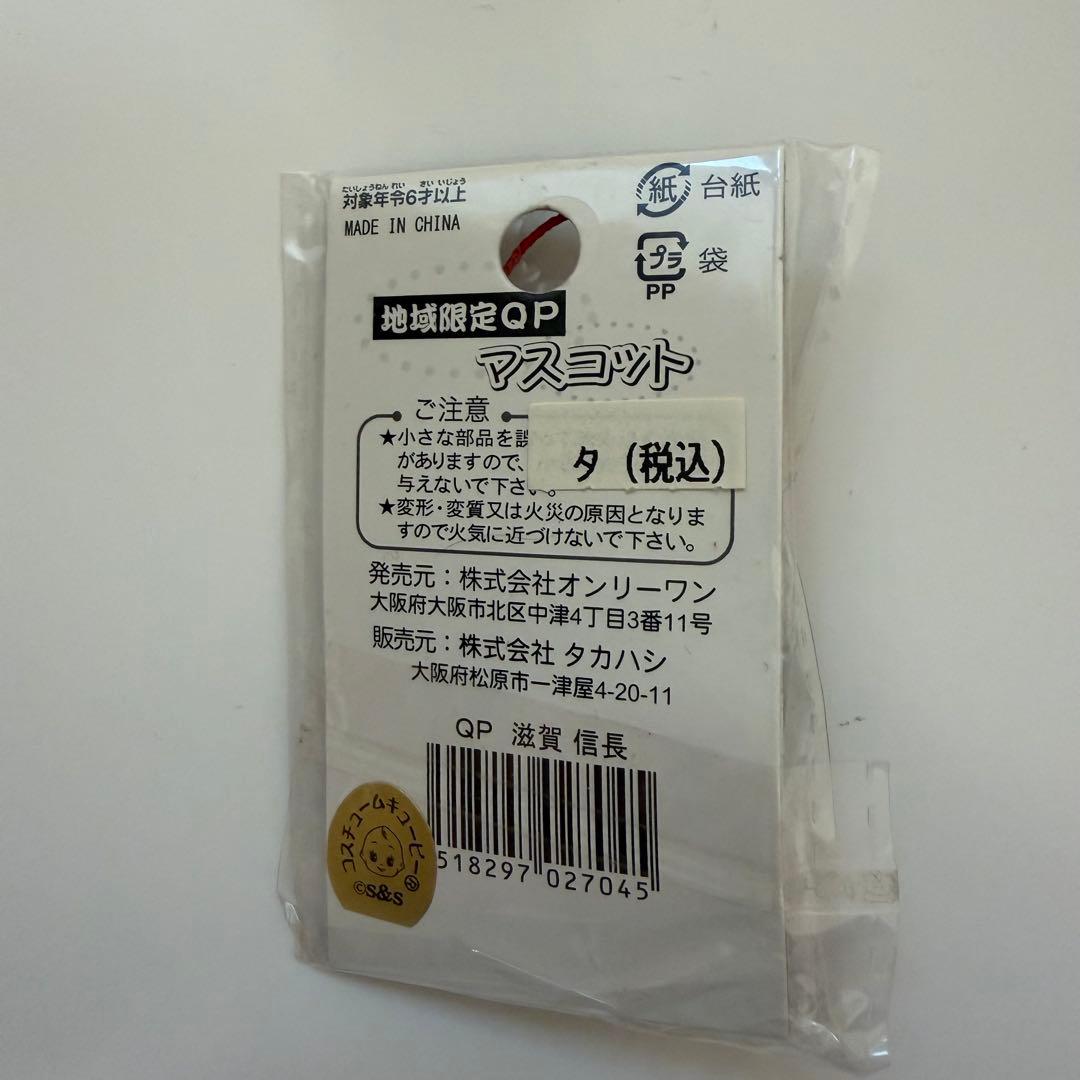 たいしょうねんれい さいいじょう
対象年令6才以上
MADE IN CHINA
紙 台紙
プラ 袋
PP
地域限定QP
マスコット
ご注意
★小さな部品を誤
がありますので、
与えないで下さい。
タ (税込)
★変形・変質又は火災の原因となりま
すので火気に近づけないで下さい。
発売元：株式会社オンリーワン
大阪府大阪市北区中津4丁目3番11号
販売元：株式会社 タカハシ
大阪府松原市一津屋4-20-11
QP 滋賀 信長
518297 027045
コスチュームキューピー®
©S&S